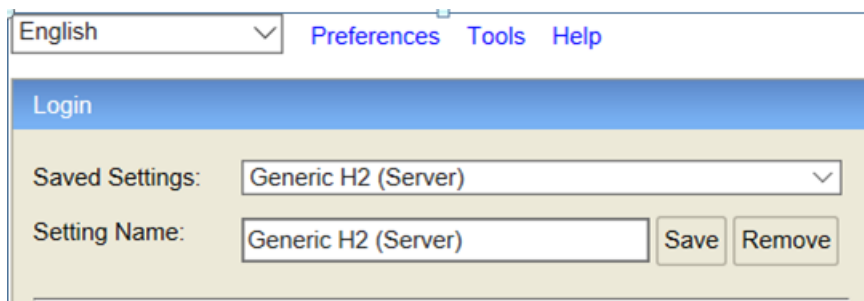 English Preferences Tools Help
Login
Saved Settings: Generic H2 (Server)
Setting Name: Generic H2 (Server) Save Remove